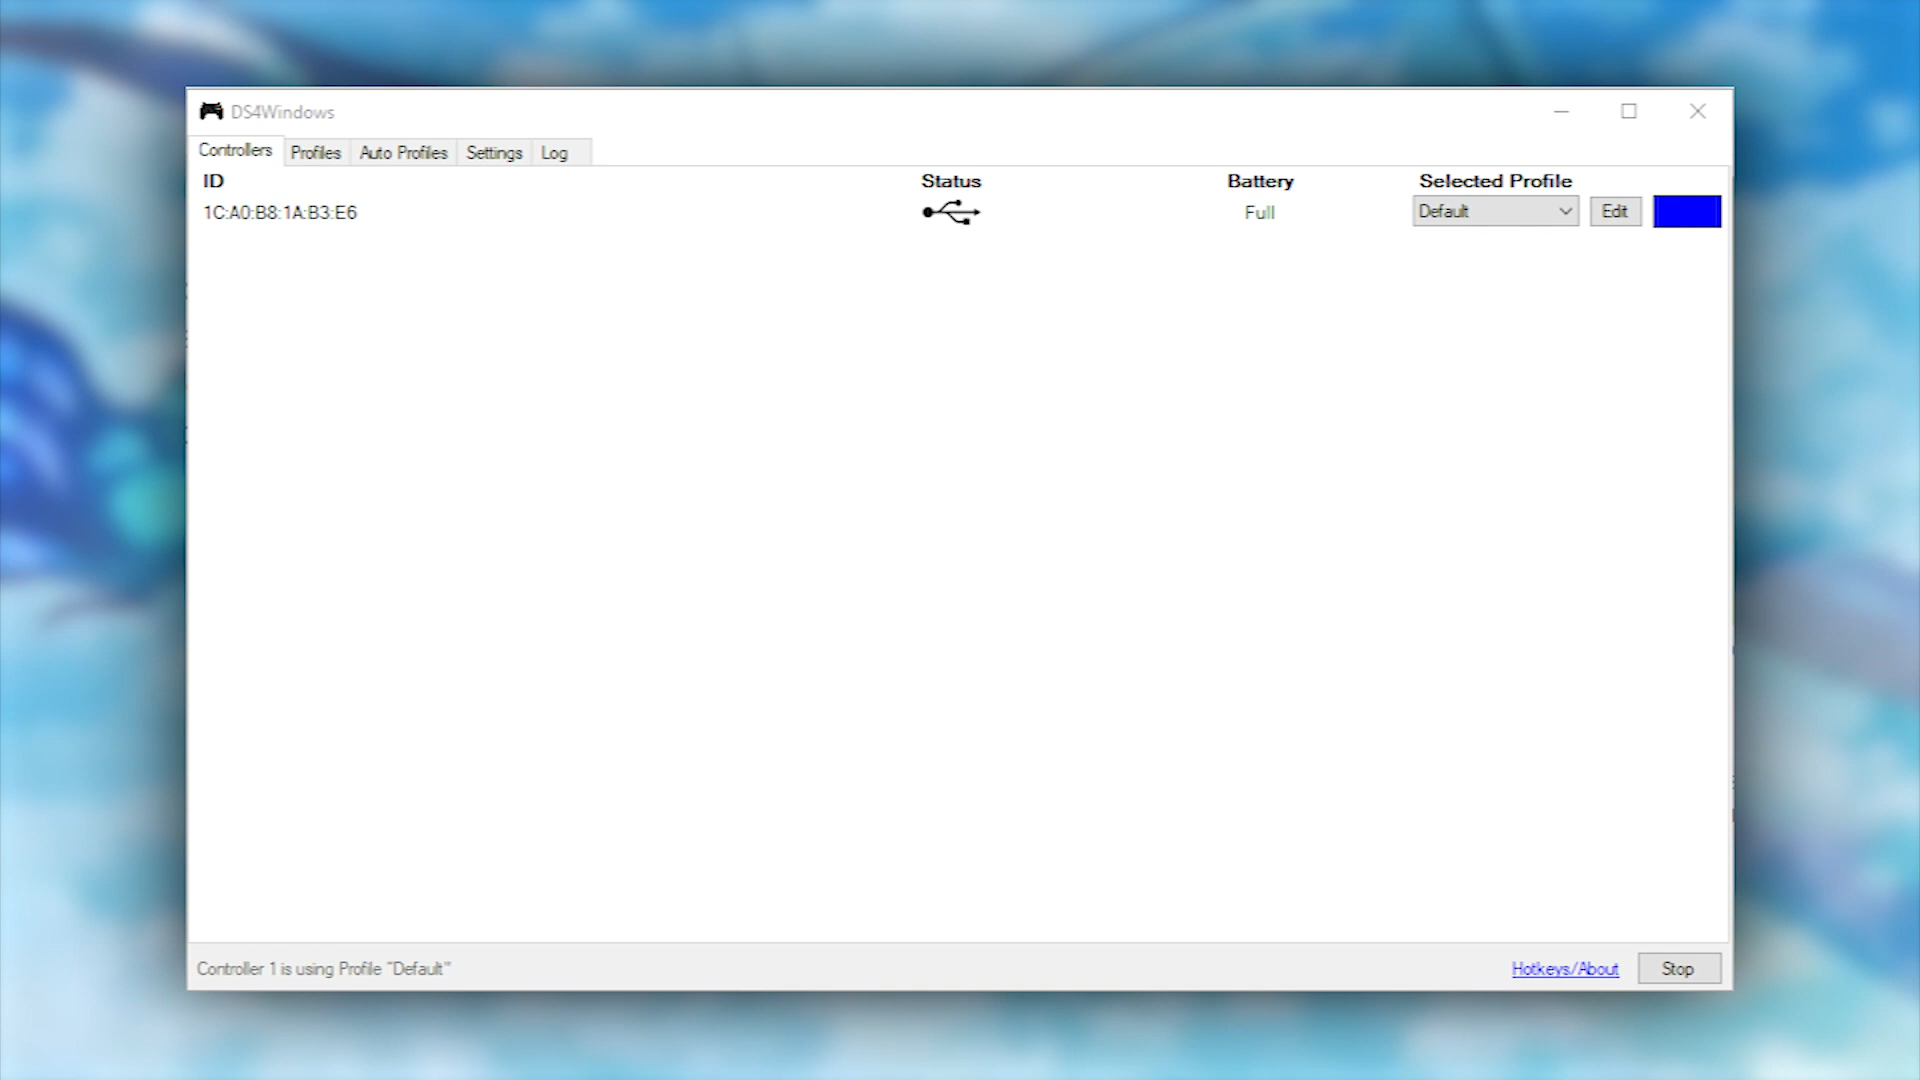 DS4Windows
Controllers Profiles Auto Profiles Settings Log
ID Status Battery Selected Profile
1C:A0:B8:1A:B3:E6 Full Default Edit
Controller 1 is using Profile "Default" Hotkeys/About Stop